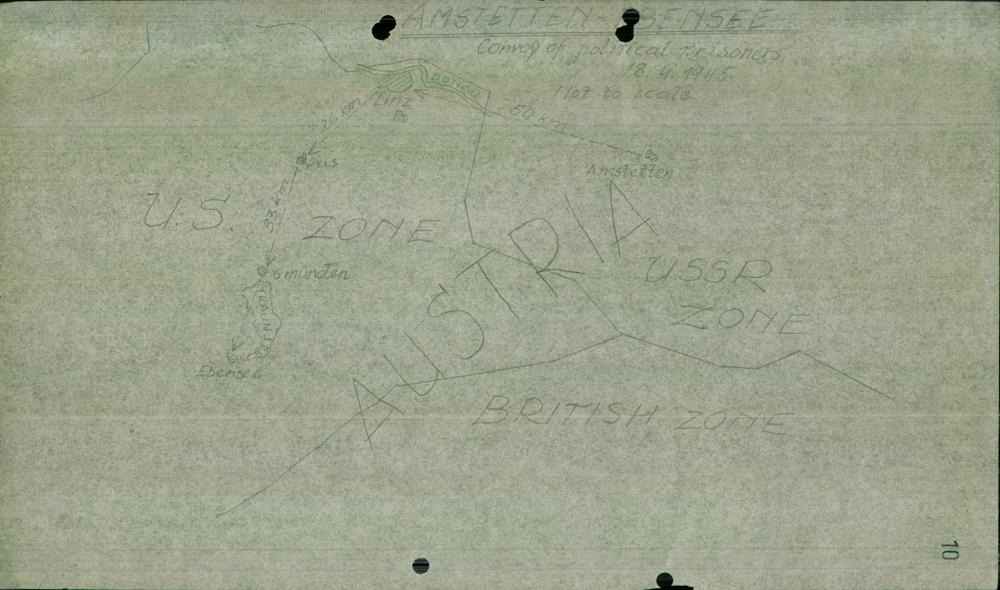 AMSTETTEN-EBENSEE
Convoy of political prisoners
18.4.1945
Not to scale
DONAU
Linz
26 km
60 km
WELS
Amstetten
33 km
U.S. ZONE
AUSTRIA
USSR
ZONE
Gmünden
Ebensee
BRITISH ZONE
10